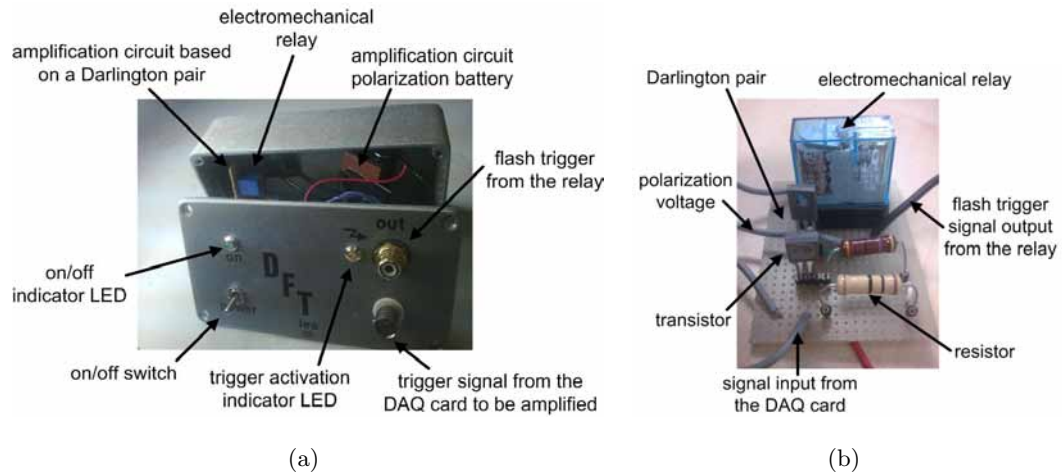 electromechanical
relay
amplification circuit based
on a Darlington pair
amplification circuit
polarization battery
flash trigger
from the relay
out
on
on/off
indicator LED
DFT
POWER
on/off switch
trigger activation
indicator LED
trigger signal from the
DAQ card to be amplified
(a)
Darlington pair
electromechanical relay
polarization
voltage
flash trigger
signal output
from the relay
transistor
resistor
signal input from
the DAQ card
(b)